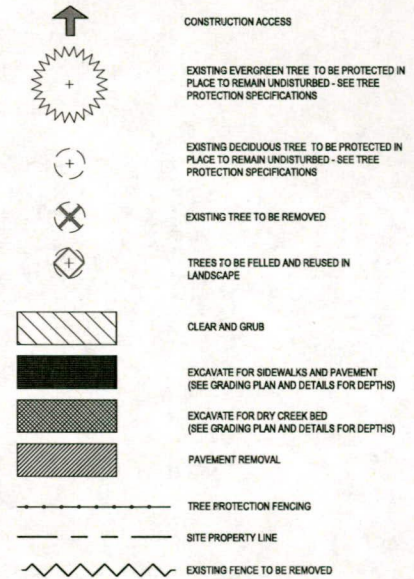 CONSTRUCTION ACCESS
EXISTING EVERGREEN TREE TO BE PROTECTED IN
PLACE TO REMAIN UNDISTURBED - SEE TREE
PROTECTION SPECIFICATIONS
EXISTING DECIDUOUS TREE TO BE PROTECTED IN
PLACE TO REMAIN UNDISTURBED - SEE TREE
PROTECTION SPECIFICATIONS
EXISTING TREE TO BE REMOVED
TREES TO BE FELLED AND REUSED IN
LANDSCAPE
CLEAR AND GRUB
EXCAVATE FOR SIDEWALKS AND PAVEMENT
(SEE GRADING PLAN AND DETAILS FOR DEPTHS)
EXCAVATE FOR DRY CREEK BED
(SEE GRADING PLAN AND DETAILS FOR DEPTHS)
PAVEMENT REMOVAL
TREE PROTECTION FENCING
SITE PROPERTY LINE
EXISTING FENCE TO BE REMOVED